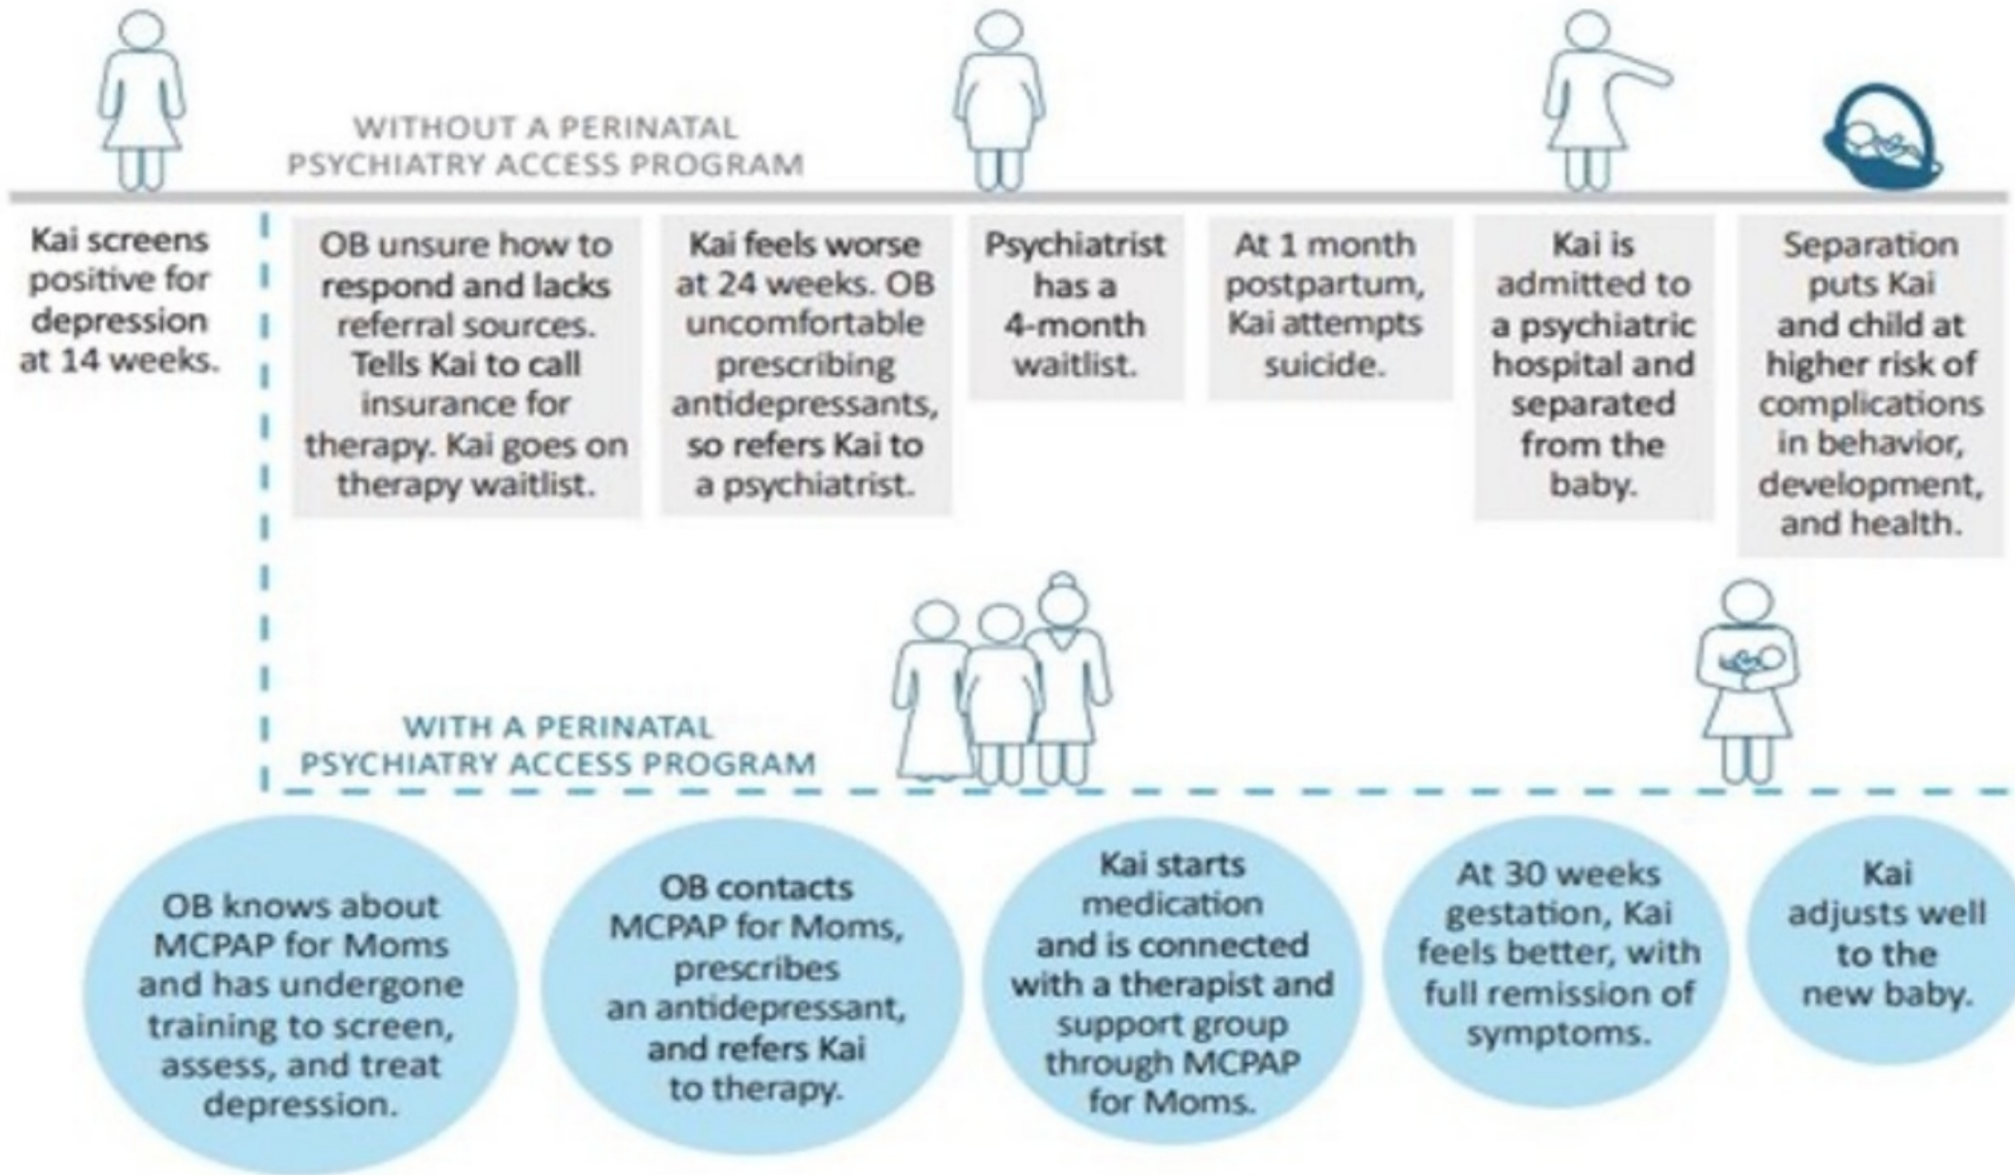 WITHOUT A PERINATAL
PSYCHIATRY ACCESS PROGRAM
Kai screens
positive for
depression
at 14 weeks.
OB unsure how to
respond and lacks
referral sources.
Tells Kai to call
insurance for
therapy. Kai goes on
therapy waitlist.
Kai feels worse
at 24 weeks. OB
uncomfortable
prescribing
antidepressants,
so refers Kai to
a psychiatrist.
Psychiatrist
has a
4-month
waitlist.
At 1 month
postpartum,
Kai attempts
suicide.
Kai is
admitted to
a psychiatric
hospital and
separated
from the
baby.
Separation
puts Kai
and child at
higher risk of
complications
in behavior,
development,
and health.
WITH A PERINATAL
PSYCHIATRY ACCESS PROGRAM
OB knows about
MCPAP for Moms
and has undergone
training to screen,
assess, and treat
depression.
OB contacts
MCPAP for Moms,
prescribes
an antidepressant,
and refers Kai
to therapy.
Kai starts
medication
and is connected
with a therapist and
support group
through MCPAP
for Moms.
At 30 weeks
gestation, Kai
feels better, with
full remission of
symptoms.
Kai
adjusts well
to the
new baby.